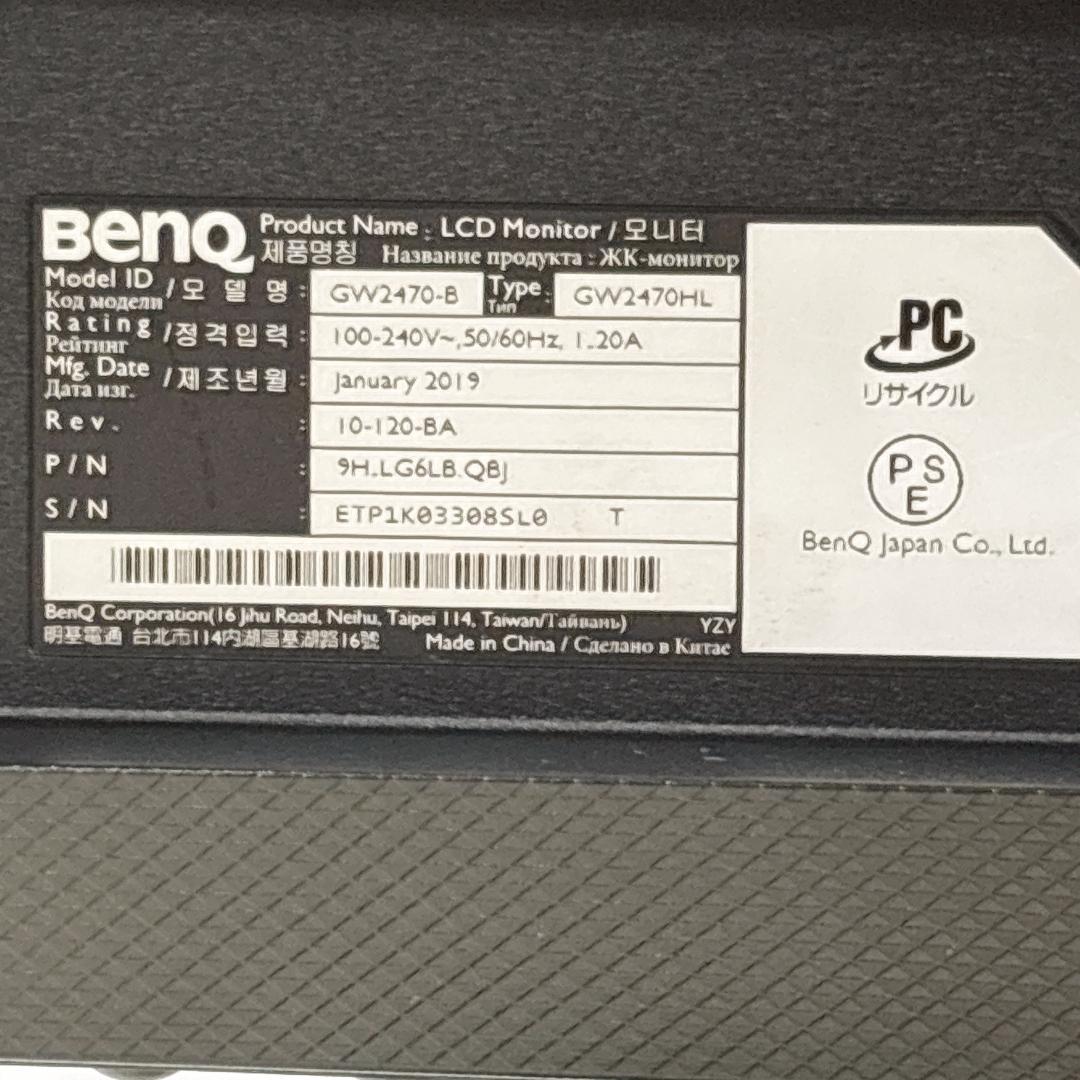 BenQ Product Name : LCD Monitor / 모니터
제품명칭 Название продукта : ЖК-монитор
Model ID / 모 델 명 : GW2470-B Type : GW2470HL
Код модели Тип
Rating / 정격입력 : 100-240V~,50/60Hz, 1.20A
Рейтинг
Mfg. Date / 제조년월 : January 2019
Дата изг.
Rev. : 10-120-BA
P/N : 9H.LG6LB.QBJ
S/N : ETP1K03308SL0 T
BenQ Corporation(16 Jihu Road, Neihu, Taipei 114, Taiwan/Тайвань) YZY
明基電通 台北市114內湖區基湖路16號 Made in China / Сделано в Китае
PC
リサイクル
PSE
BenQ Japan Co., Ltd.